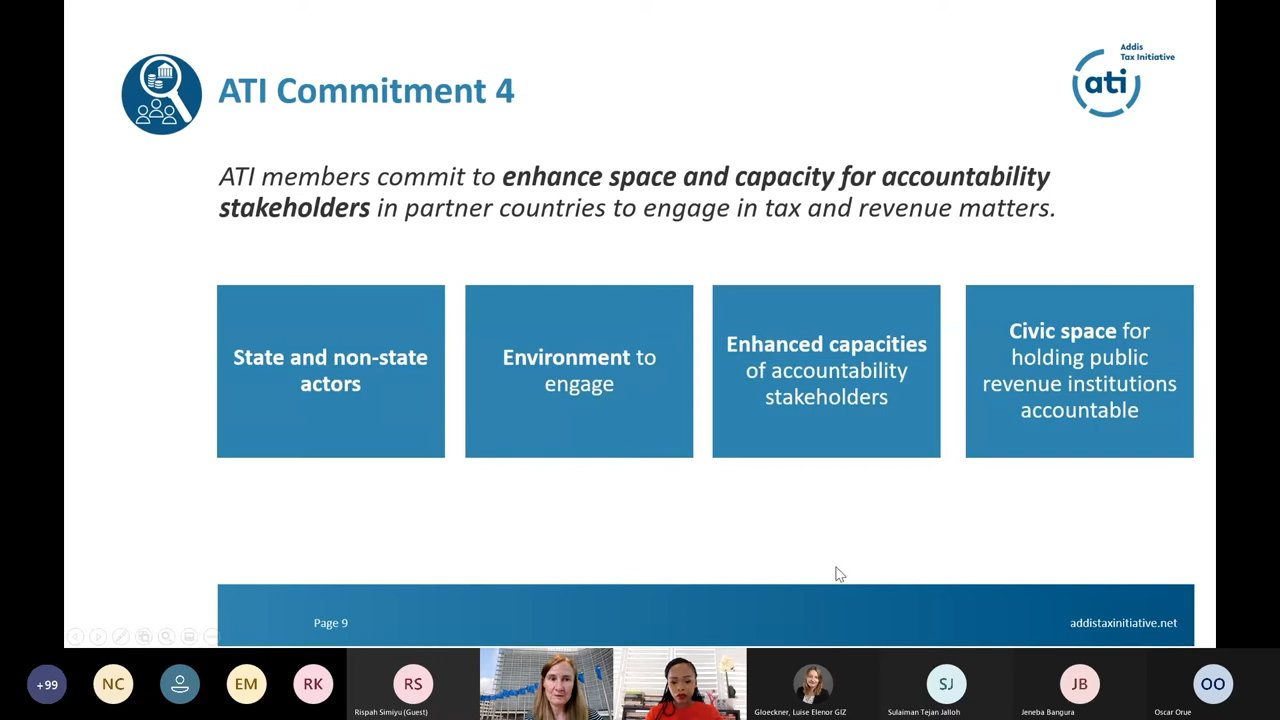 ATI Commitment 4
Addis
Tax Initiative
ati
ATI members commit to enhance space and capacity for accountability
stakeholders in partner countries to engage in tax and revenue matters.
State and non-state
actors
Environment to
engage
Enhanced capacities
of accountability
stakeholders
Civic space for
holding public
revenue institutions
accountable
Page 9
addistaxinitiative.net
+99
NC
EM
RK
RS
SJ
JB
OO
Rispah Simiyu (Guest)
Gloeckner, Luise Elenor GIZ
Sulaiman Tejan Jalloh
Jeneba Bangura
Oscar Orue